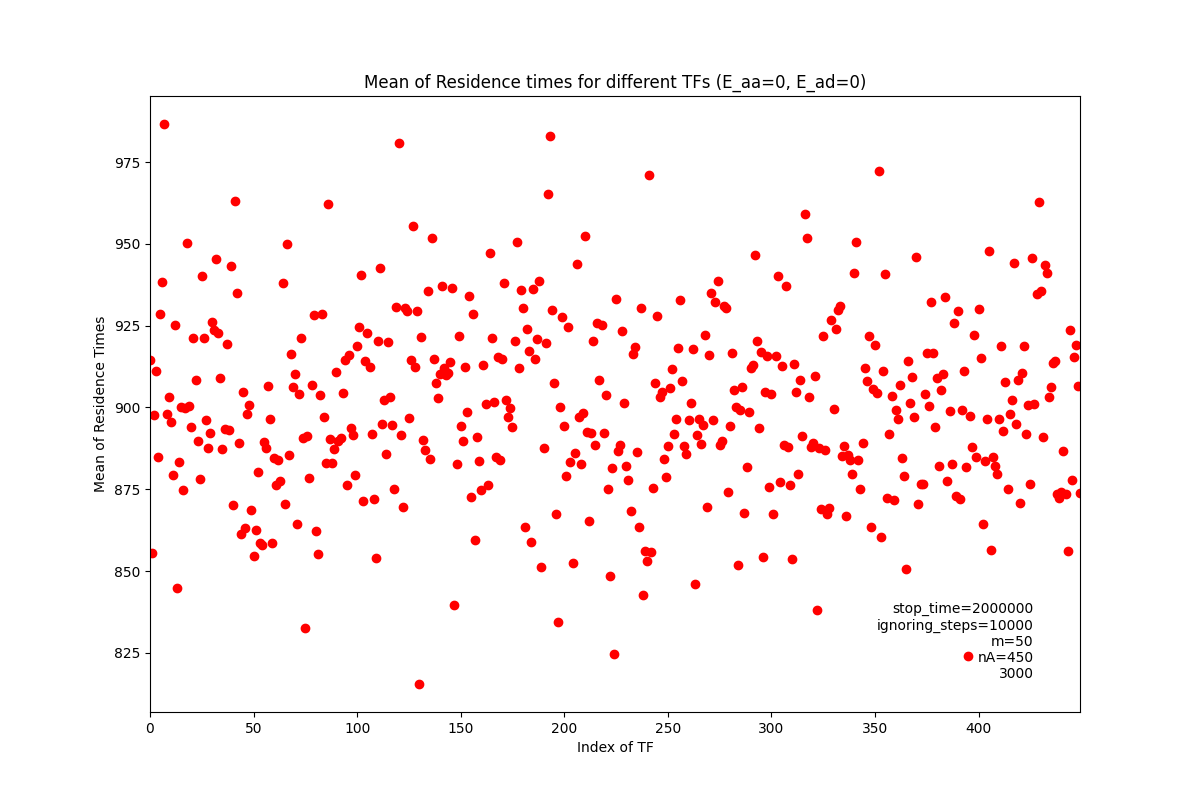 Mean of Residence times for different TFs (E_aa=0, E_ad=0)
Mean of Residence Times
975
950
925
900
875
850
825
stop_time=2000000
ignoring_steps=10000
m=50
nA=450
3000
0 50 100 150 200 250 300 350 400
Index of TF